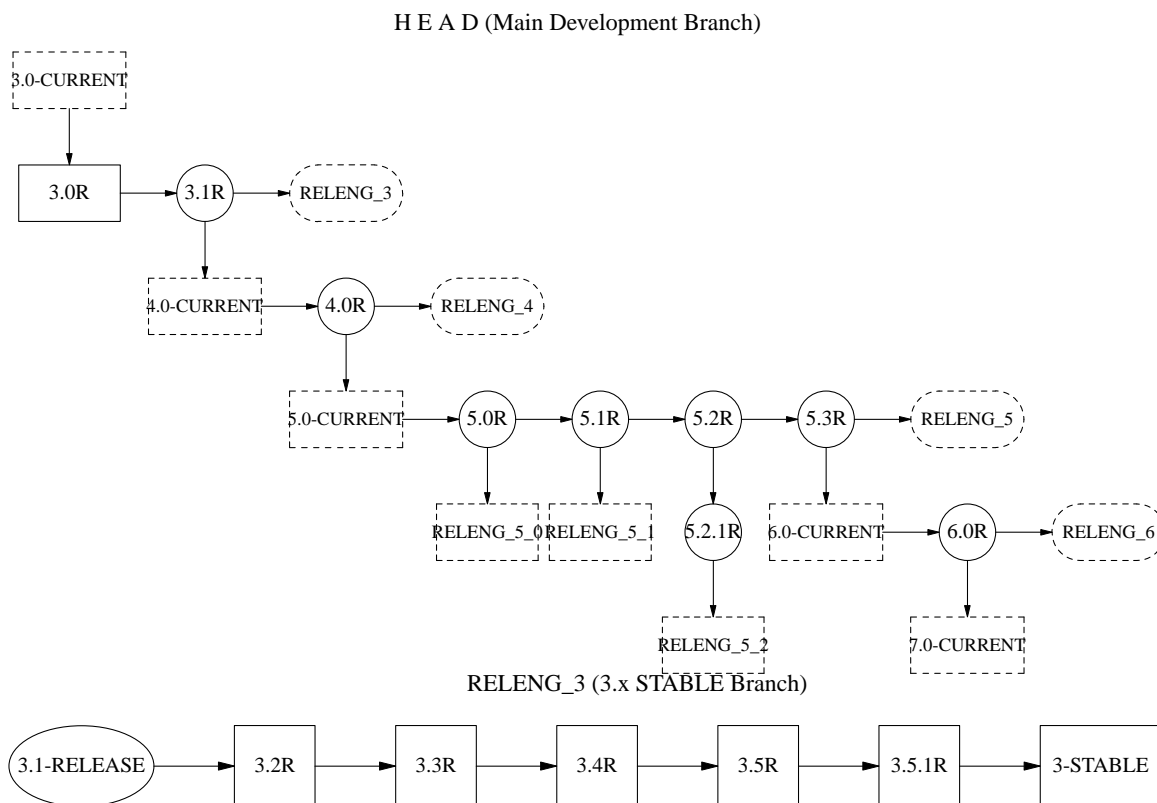 H E A D (Main Development Branch)
3.0-CURRENT
3.0R
3.1R
RELENG_3
4.0-CURRENT
4.0R
RELENG_4
5.0-CURRENT
5.0R
5.1R
5.2R
5.3R
RELENG_5
RELENG_5_0
RELENG_5_1
5.2.1R
6.0-CURRENT
6.0R
RELENG_6
RELENG_5_2
7.0-CURRENT
RELENG_3 (3.x STABLE Branch)
3.1-RELEASE
3.2R
3.3R
3.4R
3.5R
3.5.1R
3-STABLE